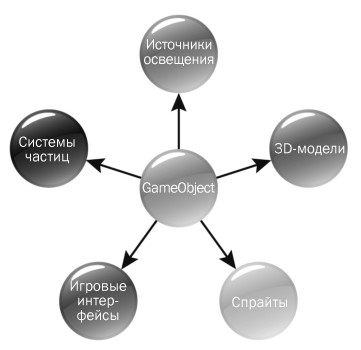 Источники
освещения
Системы
частиц
3D-модели
GameObject
Игровые
интер-
фейсы
Спрайты